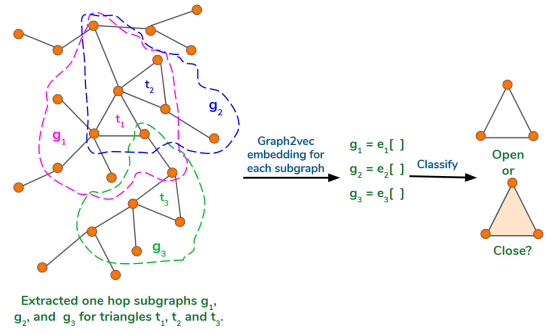 t₂
g₂
t₁
g₁
t₃
g₃
Graph2vec
embedding for
each subgraph
g₁ = e₁[ ]
g₂ = e₂[ ]
g₃ = e₃[ ]
Classify
Open
or
Close?
Extracted one hop subgraphs g₁,
g₂, and g₃ for triangles t₁, t₂ and t₃.